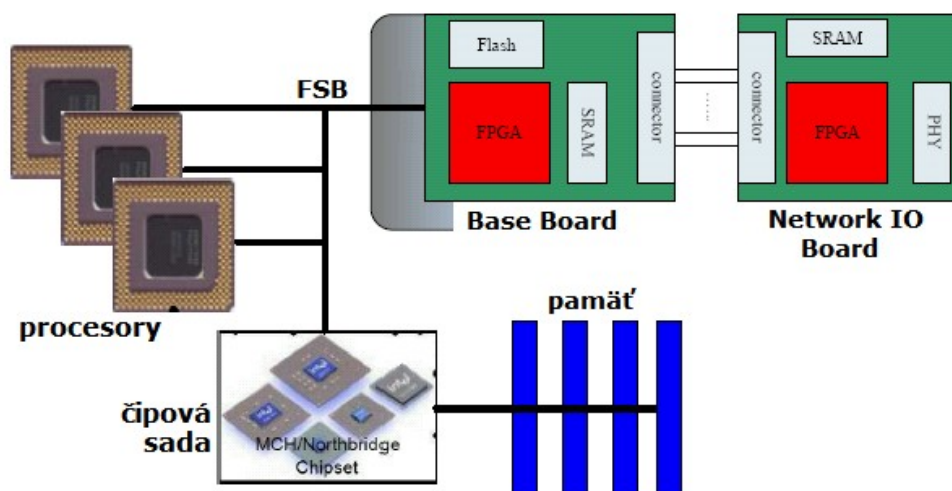 Flash
SRAM
FSB
connector
connector
FPGA
SRAM
......
FPGA
PHY
Base Board
Network IO
Board
procesory
pamäť
čipová
sada
MCH/Northbridge
Chipset